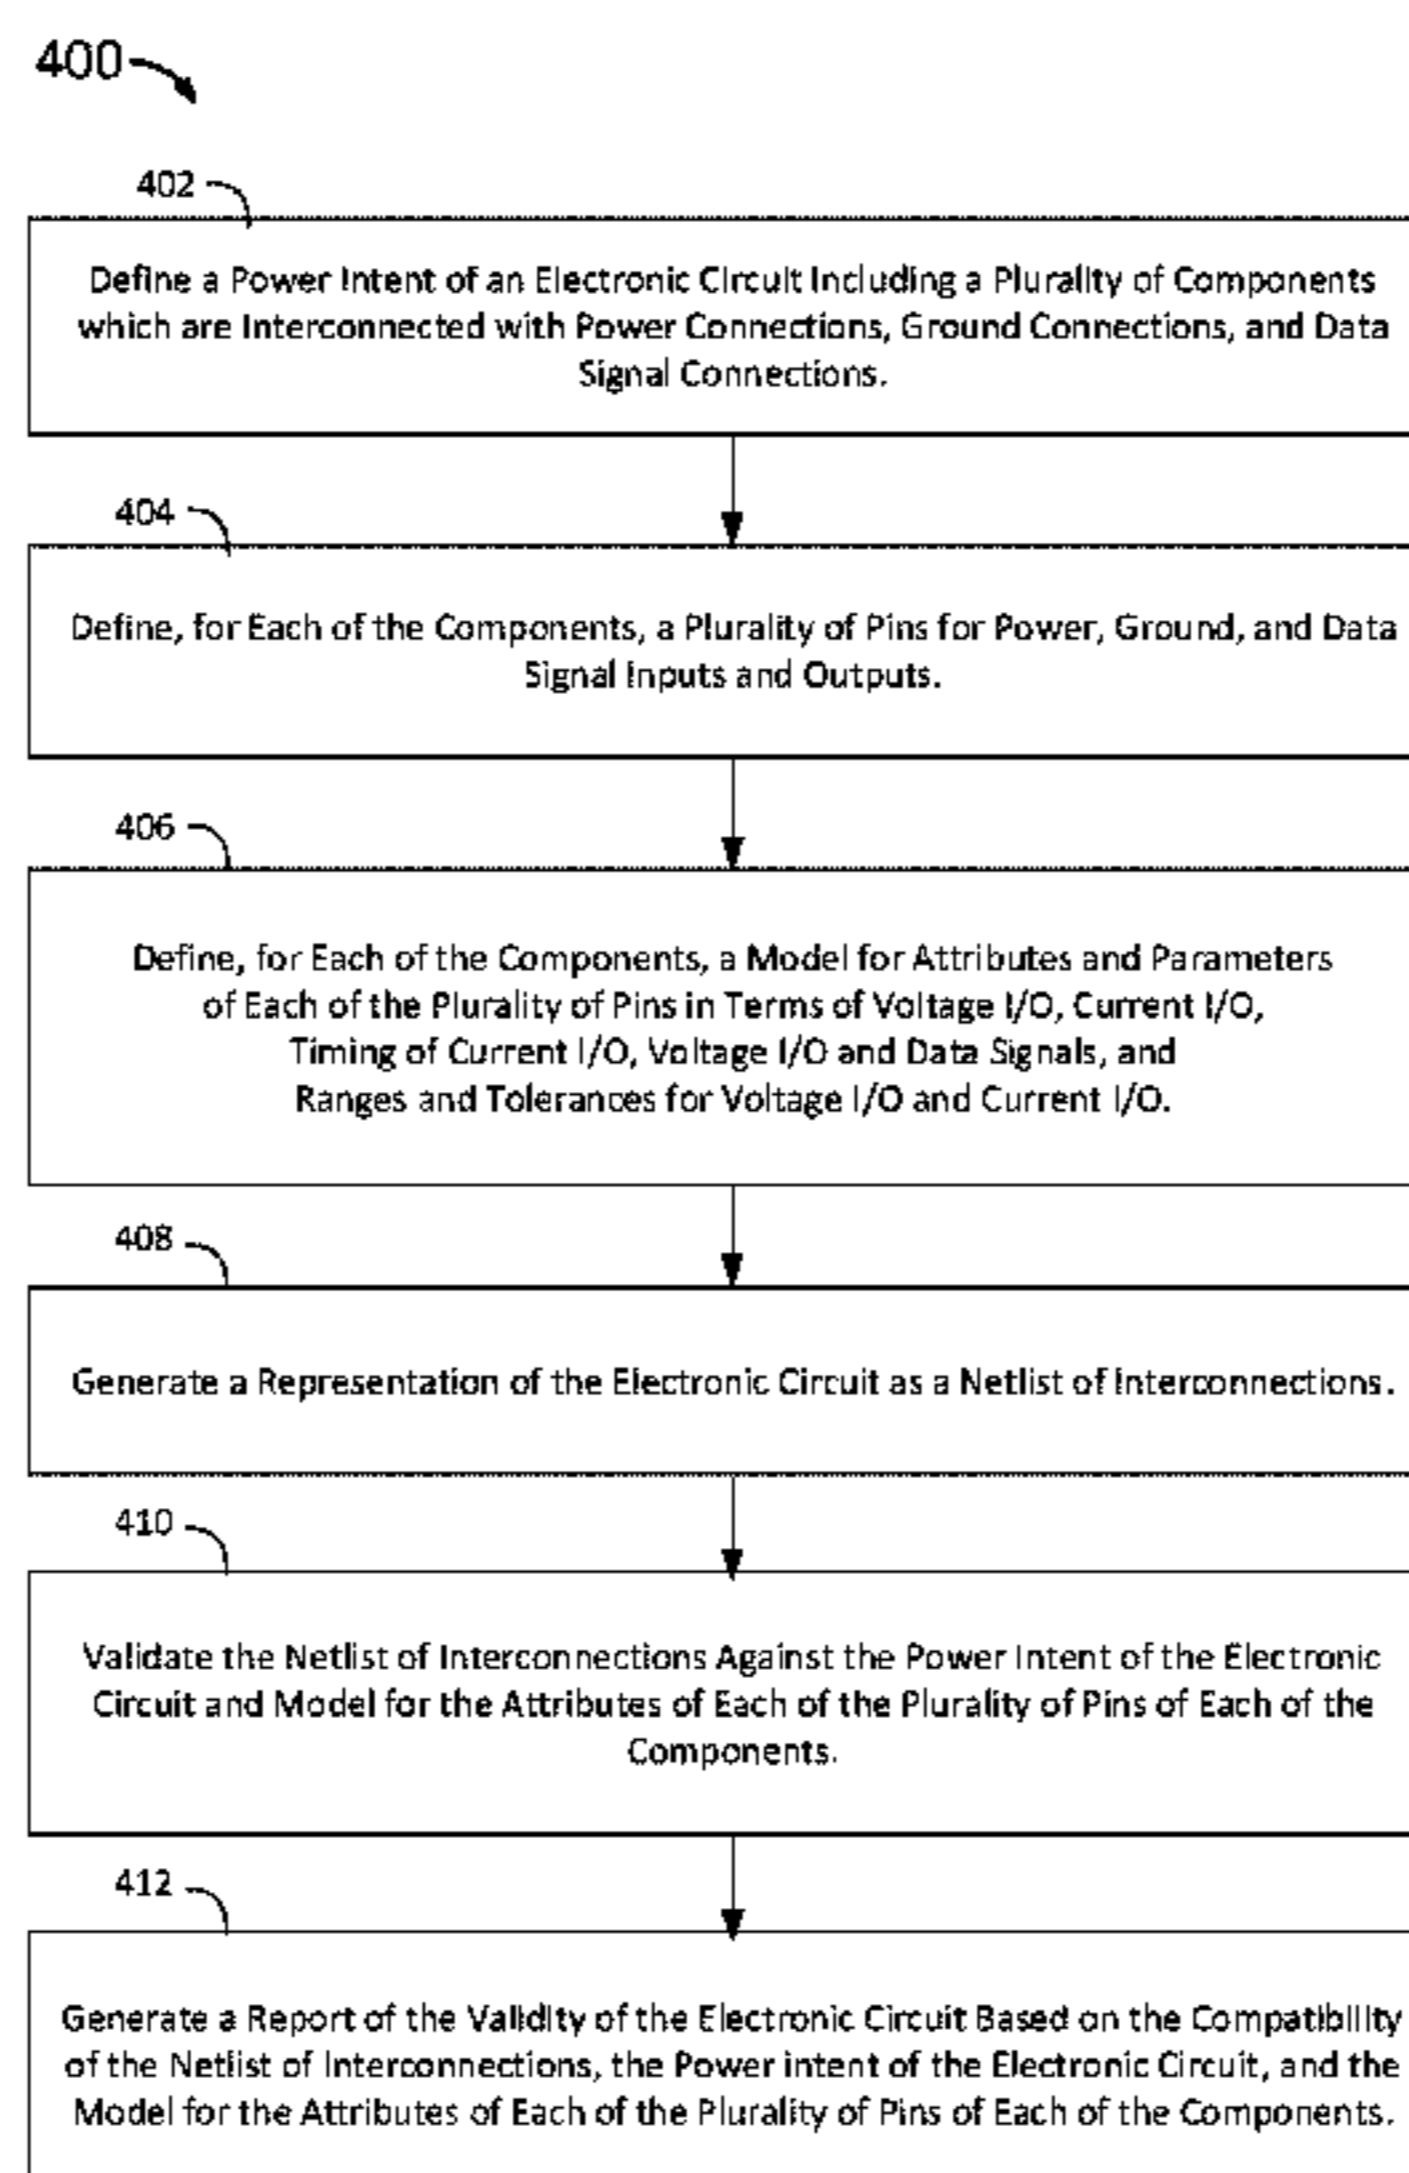 400
402
Define a Power Intent of an Electronic Circuit Including a Plurality of Components
which are Interconnected with Power Connections, Ground Connections, and Data
Signal Connections.
404
Define, for Each of the Components, a Plurality of Pins for Power, Ground, and Data
Signal Inputs and Outputs.
406
Define, for Each of the Components, a Model for Attributes and Parameters
of Each of the Plurality of Pins in Terms of Voltage I/O, Current I/O,
Timing of Current I/O, Voltage I/O and Data Signals, and
Ranges and Tolerances for Voltage I/O and Current I/O.
408
Generate a Representation of the Electronic Circuit as a Netlist of Interconnections.
410
Validate the Netlist of Interconnections Against the Power Intent of the Electronic
Circuit and Model for the Attributes of Each of the Plurality of Pins of Each of the
Components.
412
Generate a Report of the Validity of the Electronic Circuit Based on the Compatibility
of the Netlist of Interconnections, the Power intent of the Electronic Circuit, and the
Model for the Attributes of Each of the Plurality of Pins of Each of the Components.